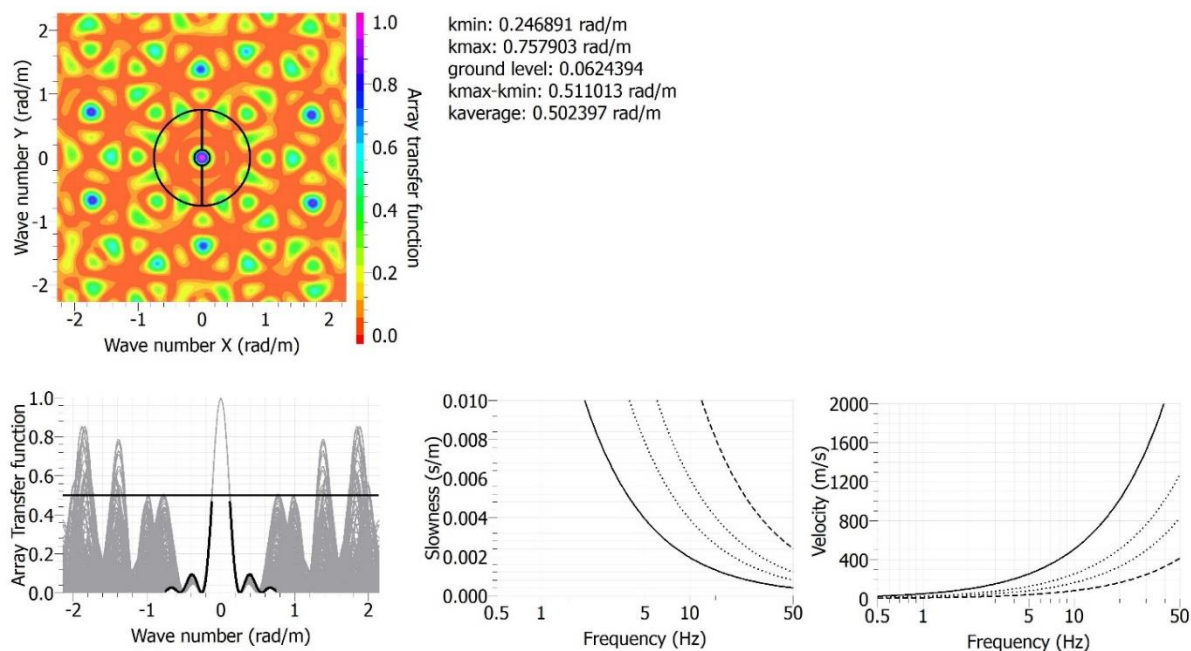 kmin: 0.246891 rad/m
kmax: 0.757903 rad/m
ground level: 0.0624394
kmax-kmin: 0.511013 rad/m
kaverage: 0.502397 rad/m
Wave number Y (rad/m)
2
1
0
-1
-2
-2 -1 0 1 2
Wave number X (rad/m)
1.0
0.8
0.6
0.4
0.2
0.0
Array transfer function
Array Transfer function
1.0
0.8
0.6
0.4
0.2
0.0
-2 -1 0 1 2
Wave number (rad/m)
Slowness (s/m)
0.010
0.008
0.006
0.004
0.002
0.000
1 5 10 50
Frequency (Hz)
Velocity (m/s)
2000
1600
1200
800
400
0
0.5 1 5 10 50
Frequency (Hz)